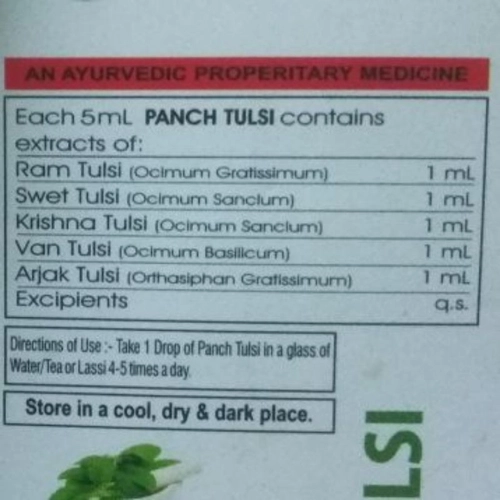 AN AYURVEDIC PROPERITARY MEDICINE
Each 5mL PANCH TULSI contains
extracts of:
Ram Tulsi (Ocimum Gratissimum) 1 mL
Swet Tulsi (Ocimum Sanclum) 1 mL
Krishna Tulsi (Ocimum Sanclum) 1 mL
Van Tulsi (Ocimum Basilicum) 1 mL
Arjak Tulsi (Orthasiphan Gratissimum) 1 mL
Excipients q.s.
Directions of Use :- Take 1 Drop of Panch Tulsi in a glass of
Water/Tea or Lassi 4-5 times a day.
Store in a cool, dry & dark place.
LSI